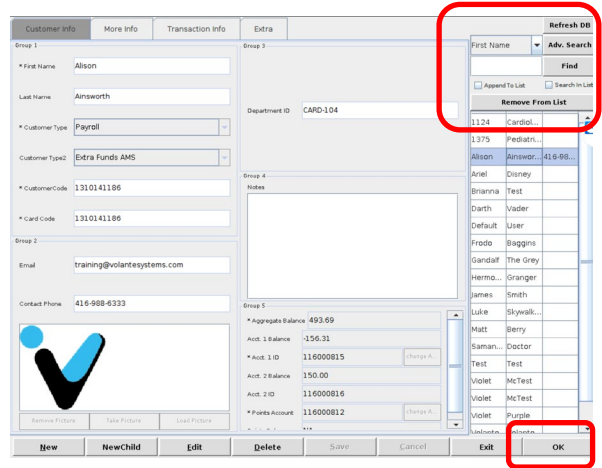 Customer Info More Info Transaction Info Extra
Refresh DB
First Name Adv. Search
Find
Append To List Search In List
Remove From List
Group 1
* First Name Alison
Last Name Ainsworth
* Customer Type Payroll
Customer Type2 Extra Funds AMS
* CustomerCode 1310141186
* Card Code 1310141186
Group 2
Email training@volantesystems.com
Contact Phone 416-988-6333
Remove Picture Take Picture Load Picture
Group 3
Department ID CARD-104
Group 4
Notes
Group 5
* Aggregate Balance 493.69
Acct. 1 Balance -156.31
* Acct. 1 ID 116000815 change A...
Acct. 2 Balance 150.00
Acct. 2 ID 116000816
* Points Account 116000812 change A...
1124 Cardiol...
1375 Pediatri...
Alison Ainswor... 416-98...
Ariel Disney
Brianna Test
Darth Vader
Default User
Frodo Baggins
Gandalf The Grey
Hermo... Granger
James Smith
Luke Skywalk...
Matt Berry
Saman... Doctor
Test Test
Violet McTest
Violet McTest
Violet Purple
New NewChild Edit Delete Save Cancel Exit OK